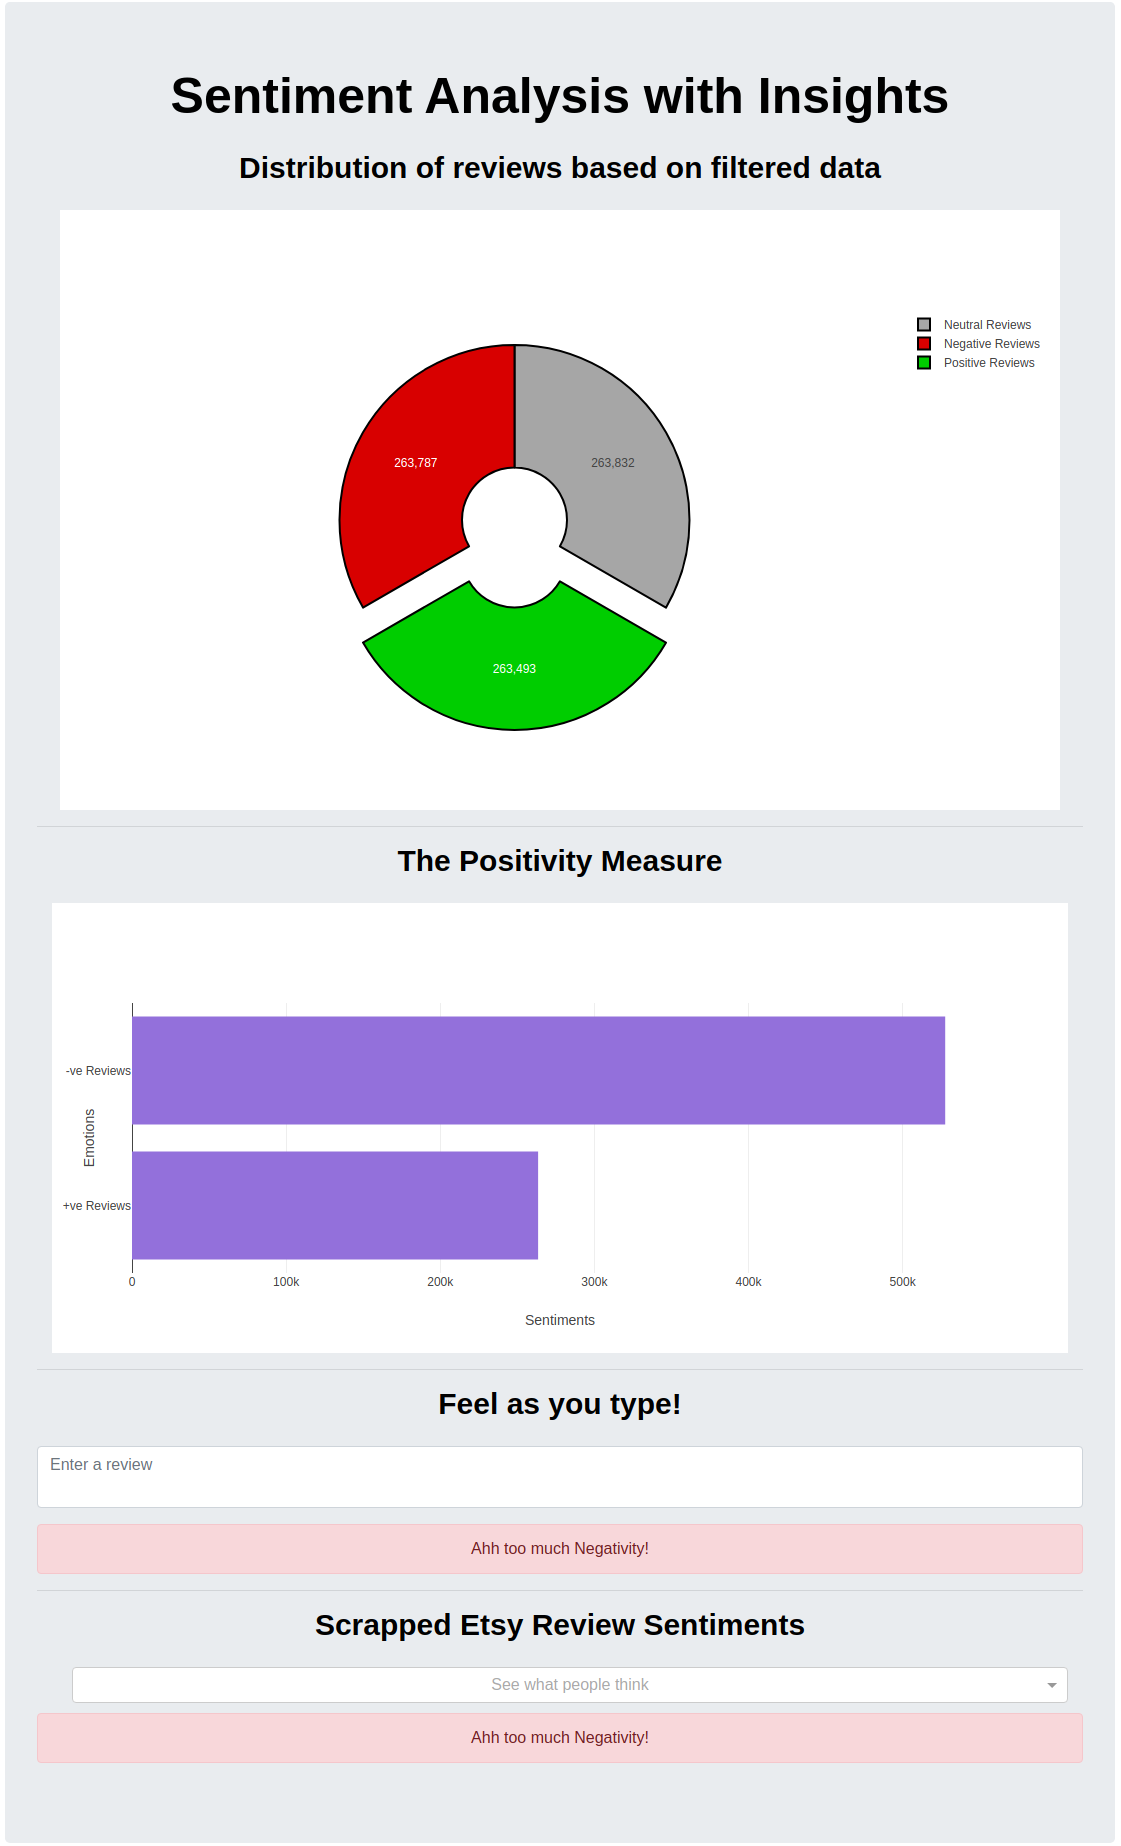 Sentiment Analysis with Insights
Distribution of reviews based on filtered data
Neutral Reviews
Negative Reviews
Positive Reviews
263,787
263,832
263,493
The Positivity Measure
-ve Reviews
Emotions
+ve Reviews
0 100k 200k 300k 400k 500k
Sentiments
Feel as you type!
Enter a review
Ahh too much Negativity!
Scrapped Etsy Review Sentiments
See what people think
Ahh too much Negativity!